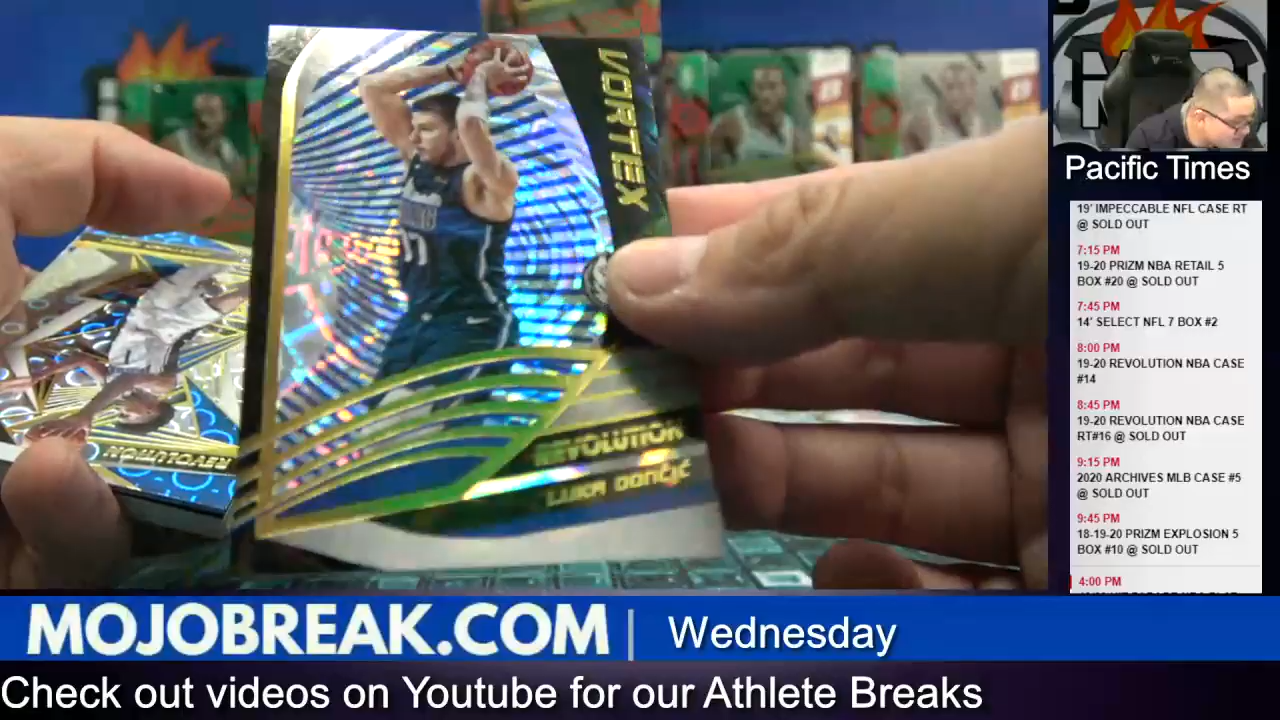 VORTEX
17
REVOLUTION
LUKA DONČIĆ
REVOLUTION
Pacific Times
19' IMPECCABLE NFL CASE RT
@ SOLD OUT
7:15 PM
19-20 PRIZM NBA RETAIL 5
BOX #20 @ SOLD OUT
7:45 PM
14' SELECT NFL 7 BOX #2
8:00 PM
19-20 REVOLUTION NBA CASE
#14
8:45 PM
19-20 REVOLUTION NBA CASE
RT#16 @ SOLD OUT
9:15 PM
2020 ARCHIVES MLB CASE #5
@ SOLD OUT
9:45 PM
18-19-20 PRIZM EXPLOSION 5
BOX #10 @ SOLD OUT
4:00 PM
MOJOBREAK.COM | Wednesday
Check out videos on Youtube for our Athlete Breaks